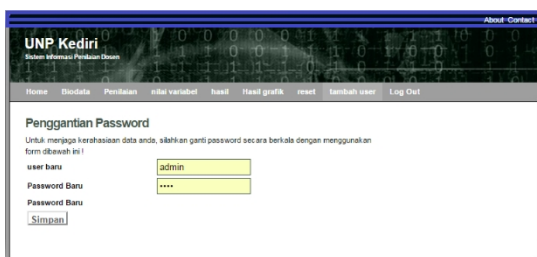 About Contact
UNP Kediri
Sistem Informasi Penilaian Dosen
Home Biodata Penilaian nilai variabel hasil Hasil grafik reset tambah user Log Out
Penggantian Password
Untuk menjaga kerahasiaan data anda, silahkan ganti password secara berkala dengan menggunakan
form dibawah ini !
user baru admin
Password Baru ••••
Password Baru
Simpan